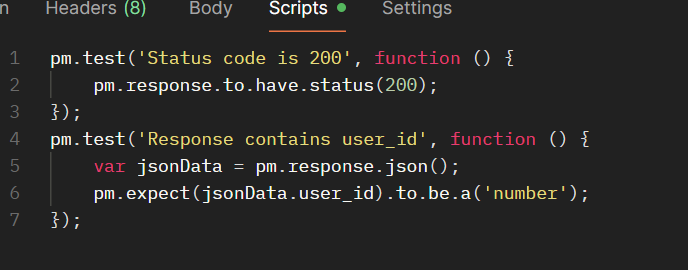 n Headers (8) Body Scripts Settings
1 pm.test('Status code is 200', function () {
2 pm.response.to.have.status(200);
3 });
4 pm.test('Response contains user_id', function () {
5 var jsonData = pm.response.json();
6 pm.expect(jsonData.user_id).to.be.a('number');
7 });